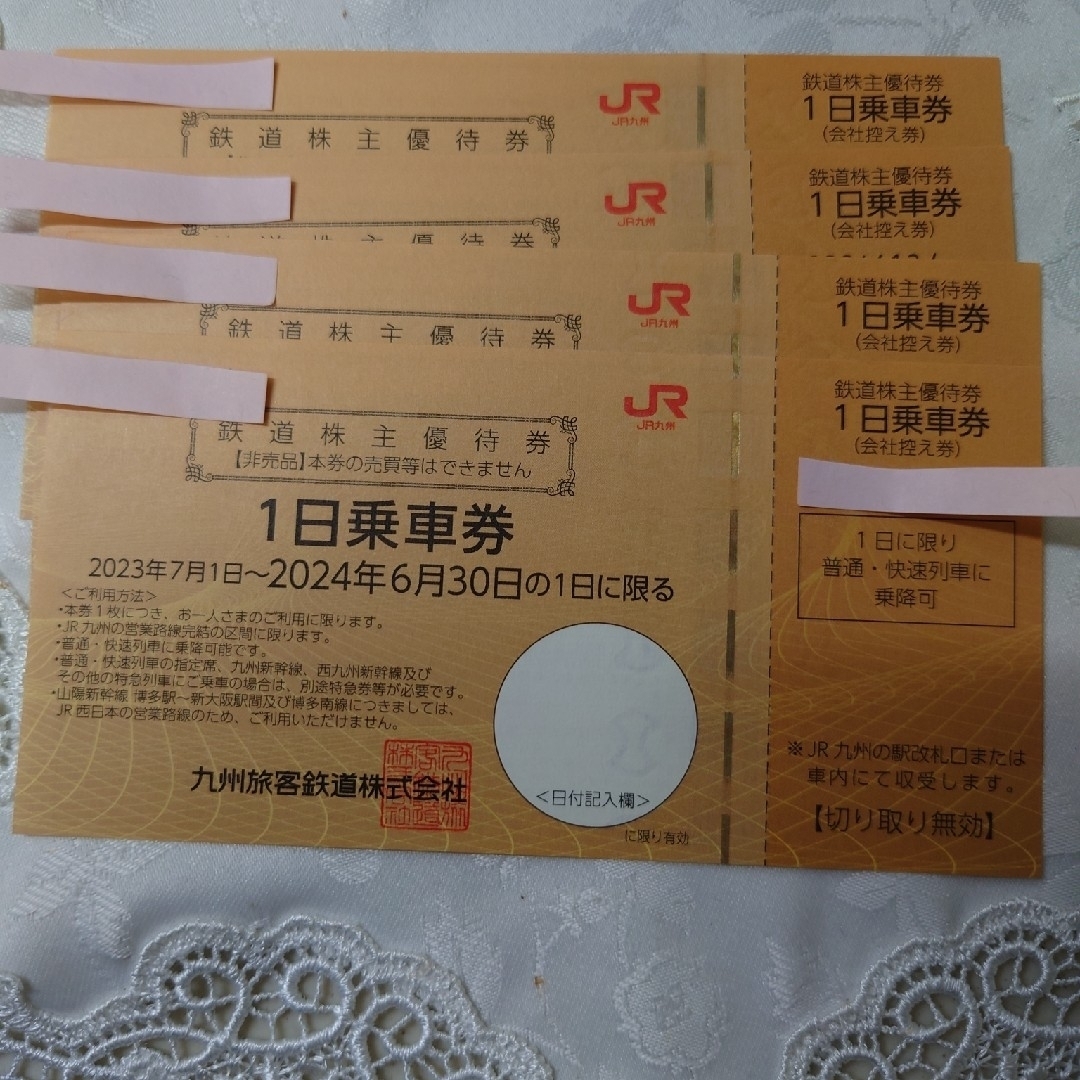 鉄道株主優待券
JR
JR九州
鉄道株主優待券
1日乗車券
(会社控え券)
鉄道株主優待券
JR
JR九州
鉄道株主優待券
1日乗車券
(会社控え券)
鉄道株主優待券
JR
JR九州
鉄道株主優待券
1日乗車券
(会社控え券)
鉄道株主優待券
【非売品】本券の売買等はできません
JR
JR九州
1日乗車券
2023年7月1日~2024年6月30日の1日に限る
<ご利用方法>
・本券1枚につき、お一人さまのご利用に限ります。
・JR九州の営業路線完結の区間に限ります。
・普通・快速列車に乗降可能です。
・普通・快速列車の指定席、九州新幹線、西九州新幹線及び
その他の特急列車にご乗車の場合は、別途特急券等が必要です。
・山陽新幹線 博多駅~新大阪駅間及び博多南線につきましては、
JR西日本の営業路線のため、ご利用いただけません。
九州旅客鉄道株式会社
<日付記入欄>
に限り有効
鉄道株主優待券
1日乗車券
(会社控え券)
1日に限り
普通・快速列車に
乗降可
※JR九州の駅改札口または
車内にて収受します。
【切り取り無効】